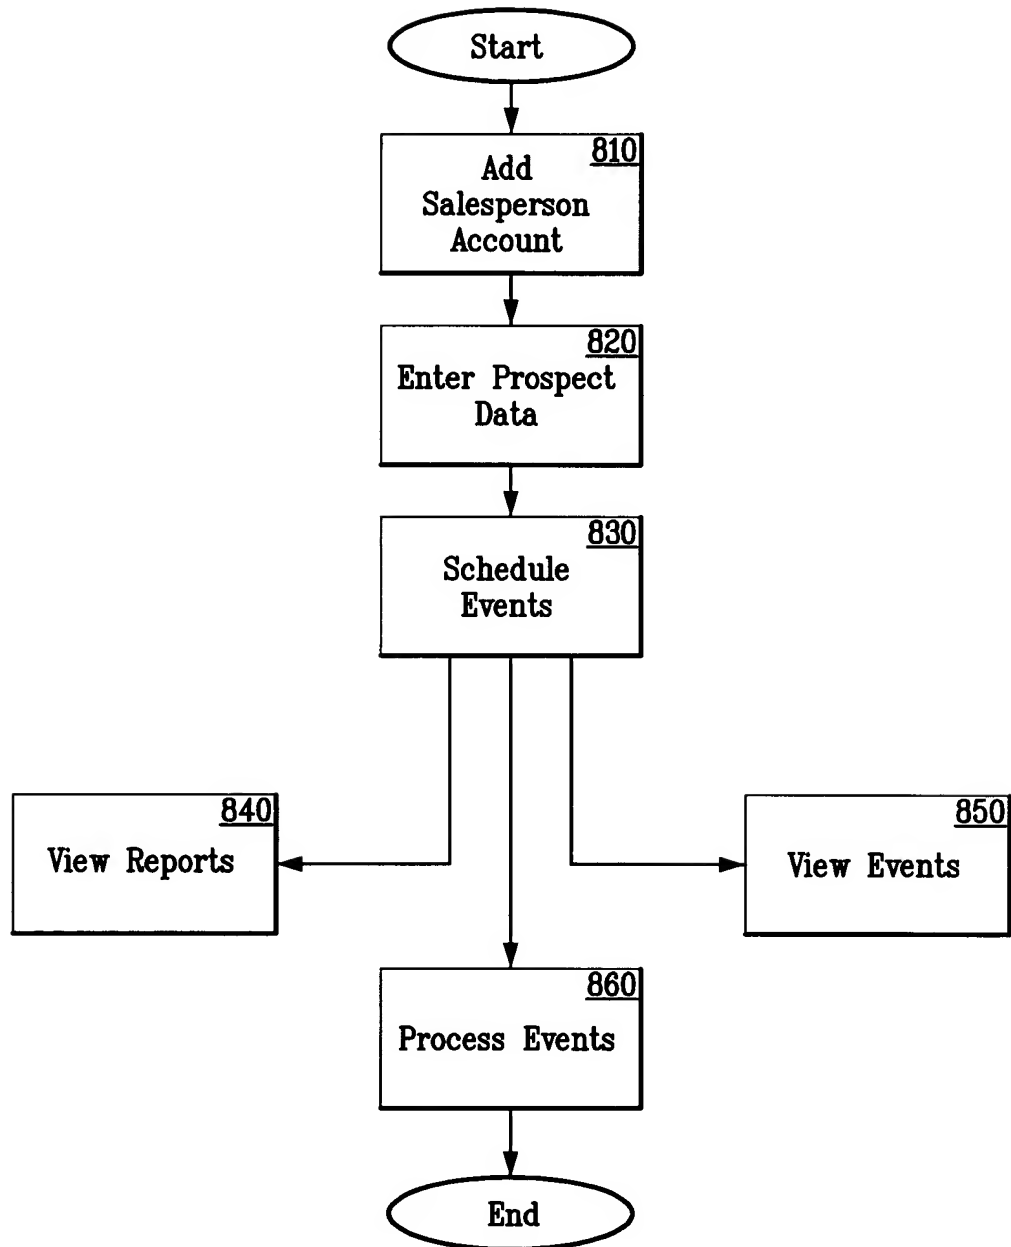 Start
810
Add
Salesperson
Account
820
Enter Prospect
Data
830
Schedule
Events
840
View Reports
850
View Events
860
Process Events
End